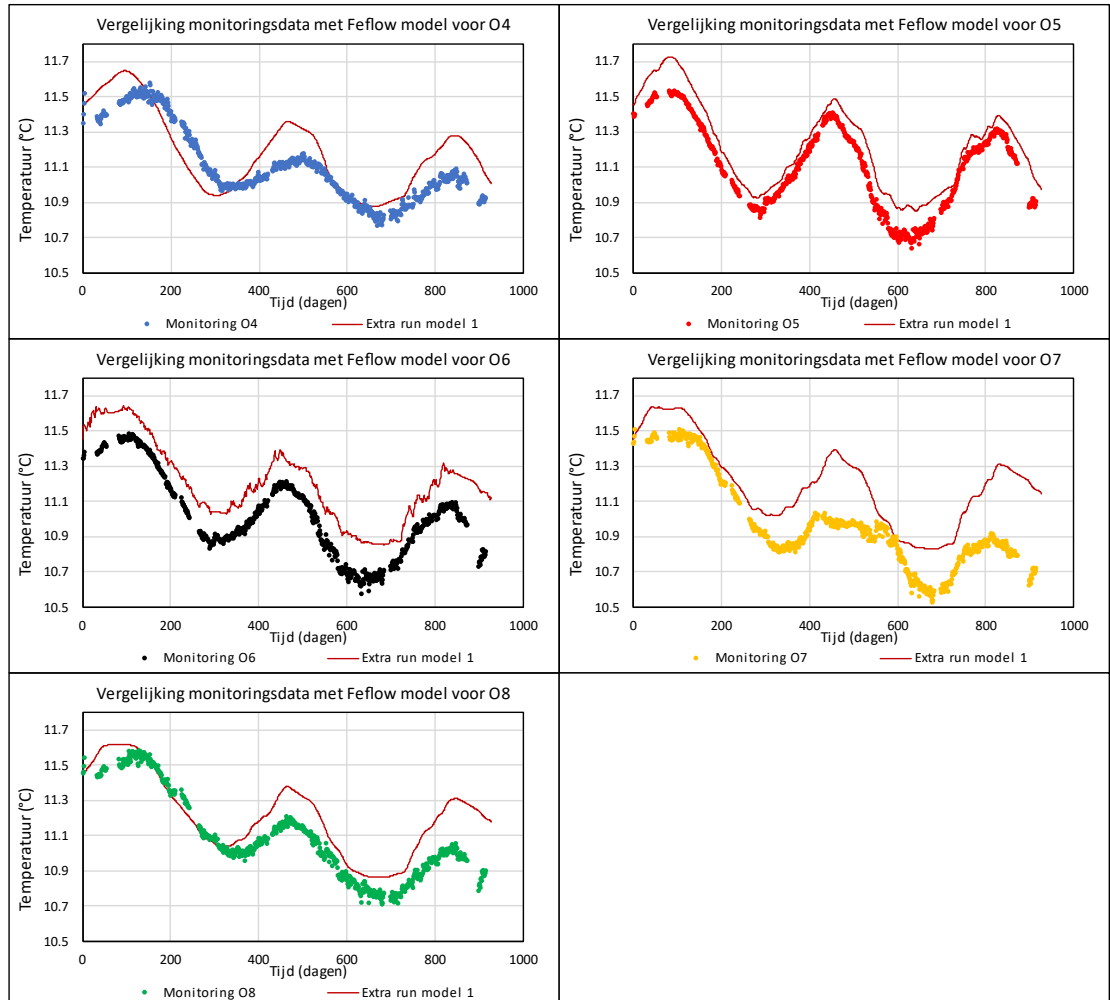 Vergelijking monitoringsdata met Feflow model voor O4
Temperatuur (°C)
11.7
11.5
11.3
11.1
10.9
10.7
10.5
0 200 400 600 800 1000
Tijd (dagen)
Monitoring O4 Extra run model 1
Vergelijking monitoringsdata met Feflow model voor O5
Temperatuur (°C)
11.7
11.5
11.3
11.1
10.9
10.7
10.5
0 200 400 600 800 1000
Tijd (dagen)
Monitoring O5 Extra run model 1
Vergelijking monitoringsdata met Feflow model voor O6
Temperatuur (°C)
11.7
11.5
11.3
11.1
10.9
10.7
10.5
0 200 400 600 800 1000
Tijd (dagen)
Monitoring O6 Extra run model 1
Vergelijking monitoringsdata met Feflow model voor O7
Temperatuur (°C)
11.7
11.5
11.3
11.1
10.9
10.7
10.5
0 200 400 600 800 1000
Tijd (dagen)
Monitoring O7 Extra run model 1
Vergelijking monitoringsdata met Feflow model voor O8
Temperatuur (°C)
11.7
11.5
11.3
11.1
10.9
10.7
10.5
0 200 400 600 800 1000
Tijd (dagen)
Monitoring O8 Extra run model 1